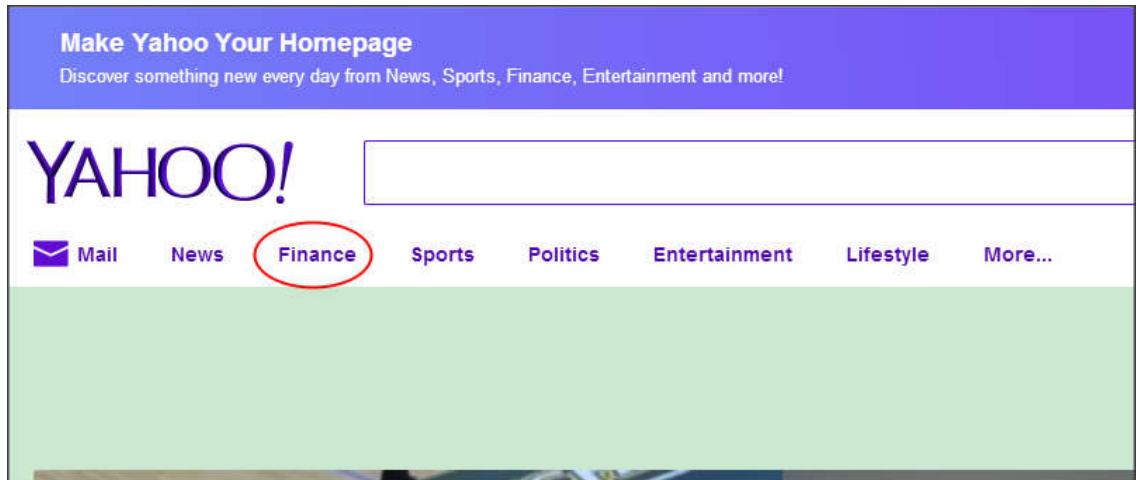 Make Yahoo Your Homepage
Discover something new every day from News, Sports, Finance, Entertainment and more!
YAHOO!
Mail News Finance Sports Politics Entertainment Lifestyle More...